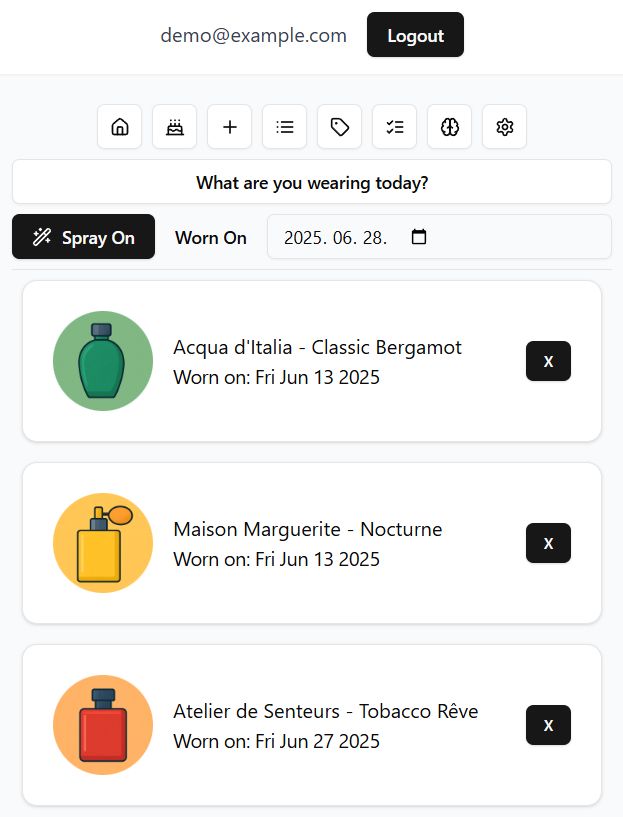 demo@example.com
Logout
What are you wearing today?
Spray On
Worn On
2025. 06. 28.
Acqua d'Italia - Classic Bergamot
Worn on: Fri Jun 13 2025
X
Maison Marguerite - Nocturne
Worn on: Fri Jun 13 2025
X
Atelier de Senteurs - Tobacco Rêve
Worn on: Fri Jun 27 2025
X